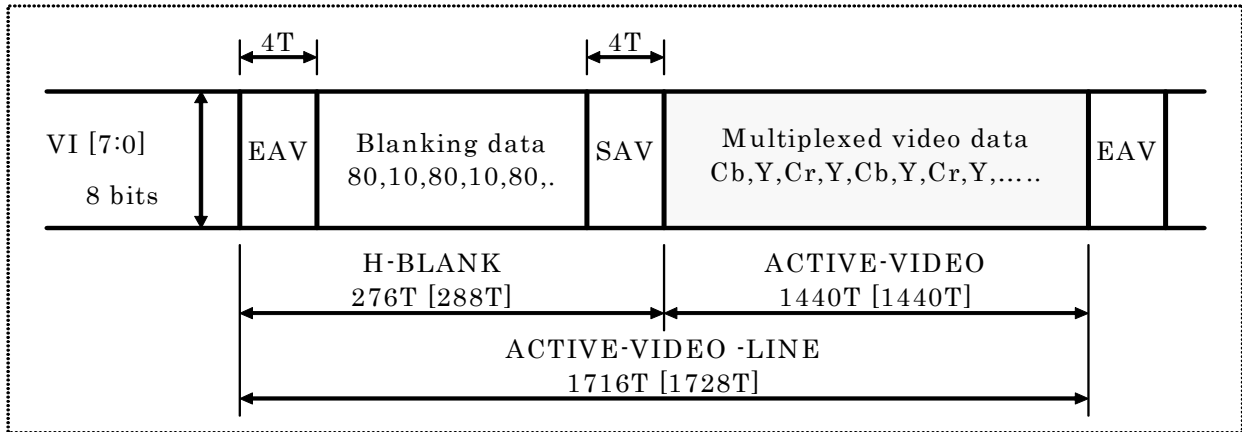 4T
4T
VI [7:0]
8 bits
EAV
Blanking data
80,10,80,10,80,.
SAV
Multiplexed video data
Cb,Y,Cr,Y,Cb,Y,Cr,Y,.....
EAV
H-BLANK
276T [288T]
ACTIVE-VIDEO
1440T [1440T]
ACTIVE-VIDEO -LINE
1716T [1728T]